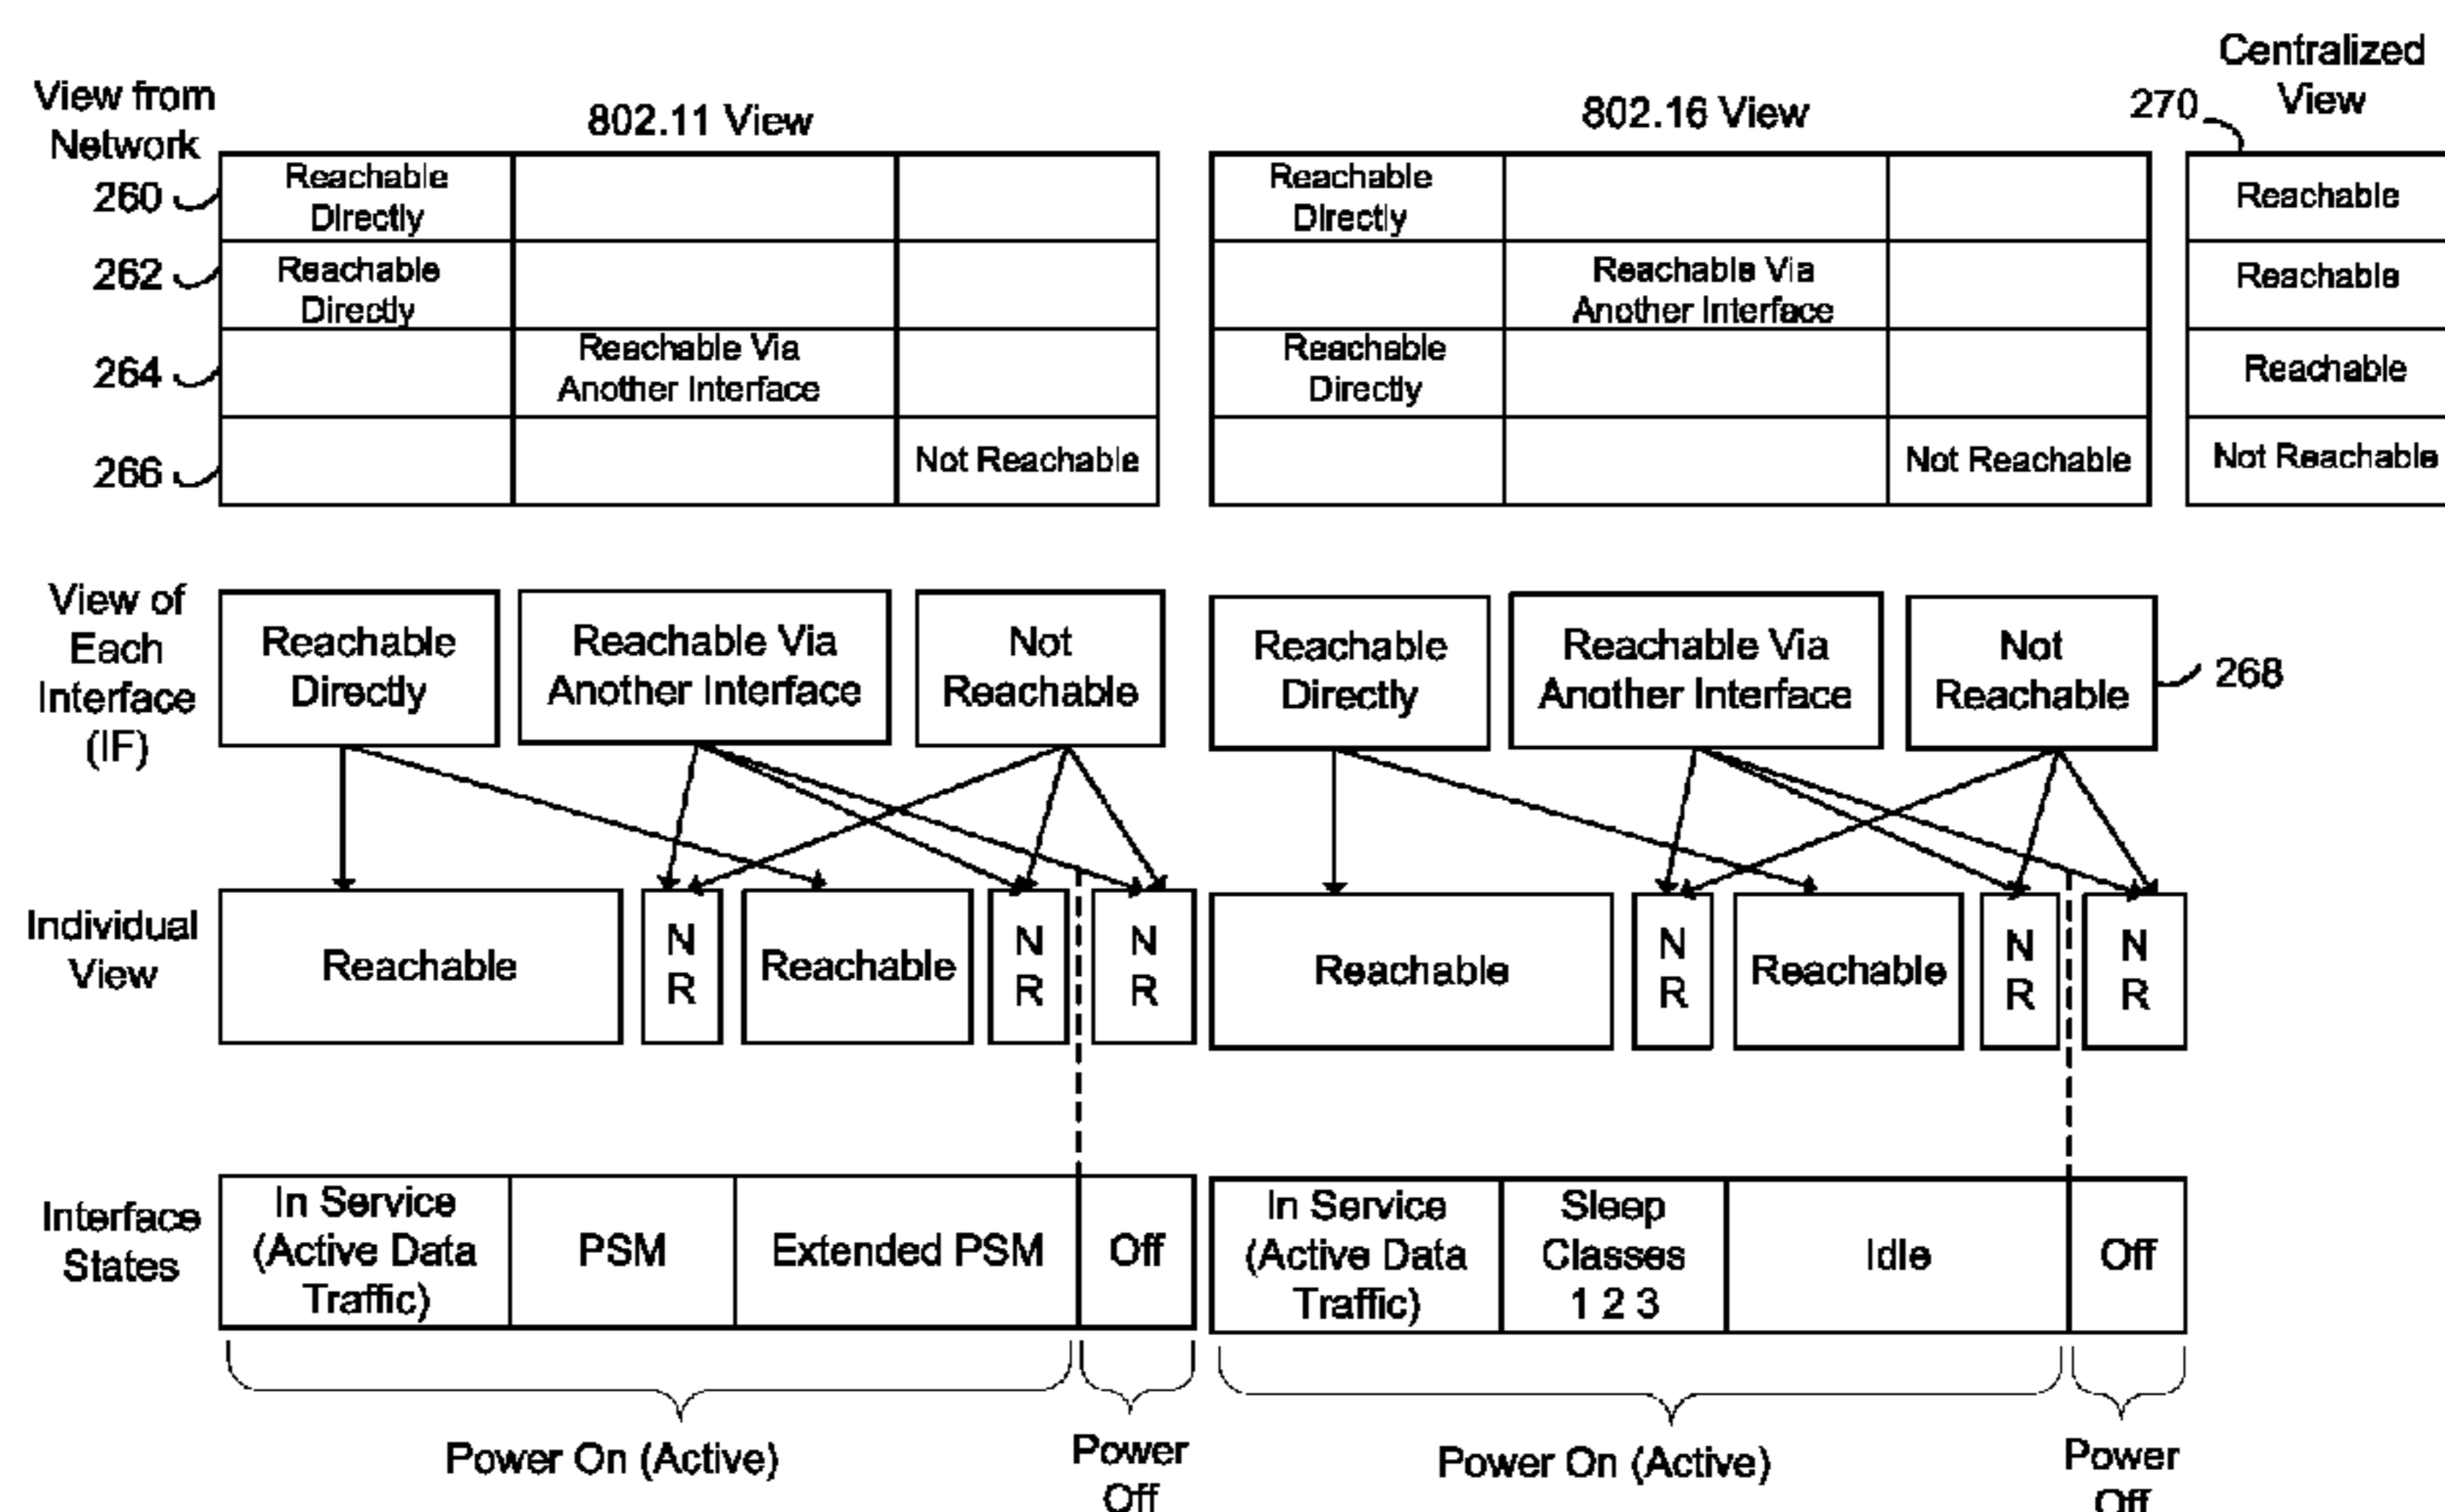 View from
Network
802.11 View
802.16 View
Centralized
View
270
260
Reachable
Directly
Reachable
Directly
Reachable
262
Reachable
Directly
Reachable Via
Another Interface
Reachable
264
Reachable Via
Another Interface
Reachable
Directly
Reachable
266
Not Reachable
Not Reachable
Not Reachable
View of
Each
Interface
(IF)
Reachable
Directly
Reachable Via
Another Interface
Not
Reachable
Reachable
Directly
Reachable Via
Another Interface
Not
Reachable
268
Individual
View
Reachable
N
R
Reachable
N
R
N
R
Reachable
N
R
Reachable
N
R
N
R
Interface
States
In Service
(Active Data
Traffic)
PSM
Extended PSM
Off
In Service
(Active Data
Traffic)
Sleep
Classes
1 2 3
Idle
Off
Power On (Active)
Power
Off
Power On (Active)
Power
Off